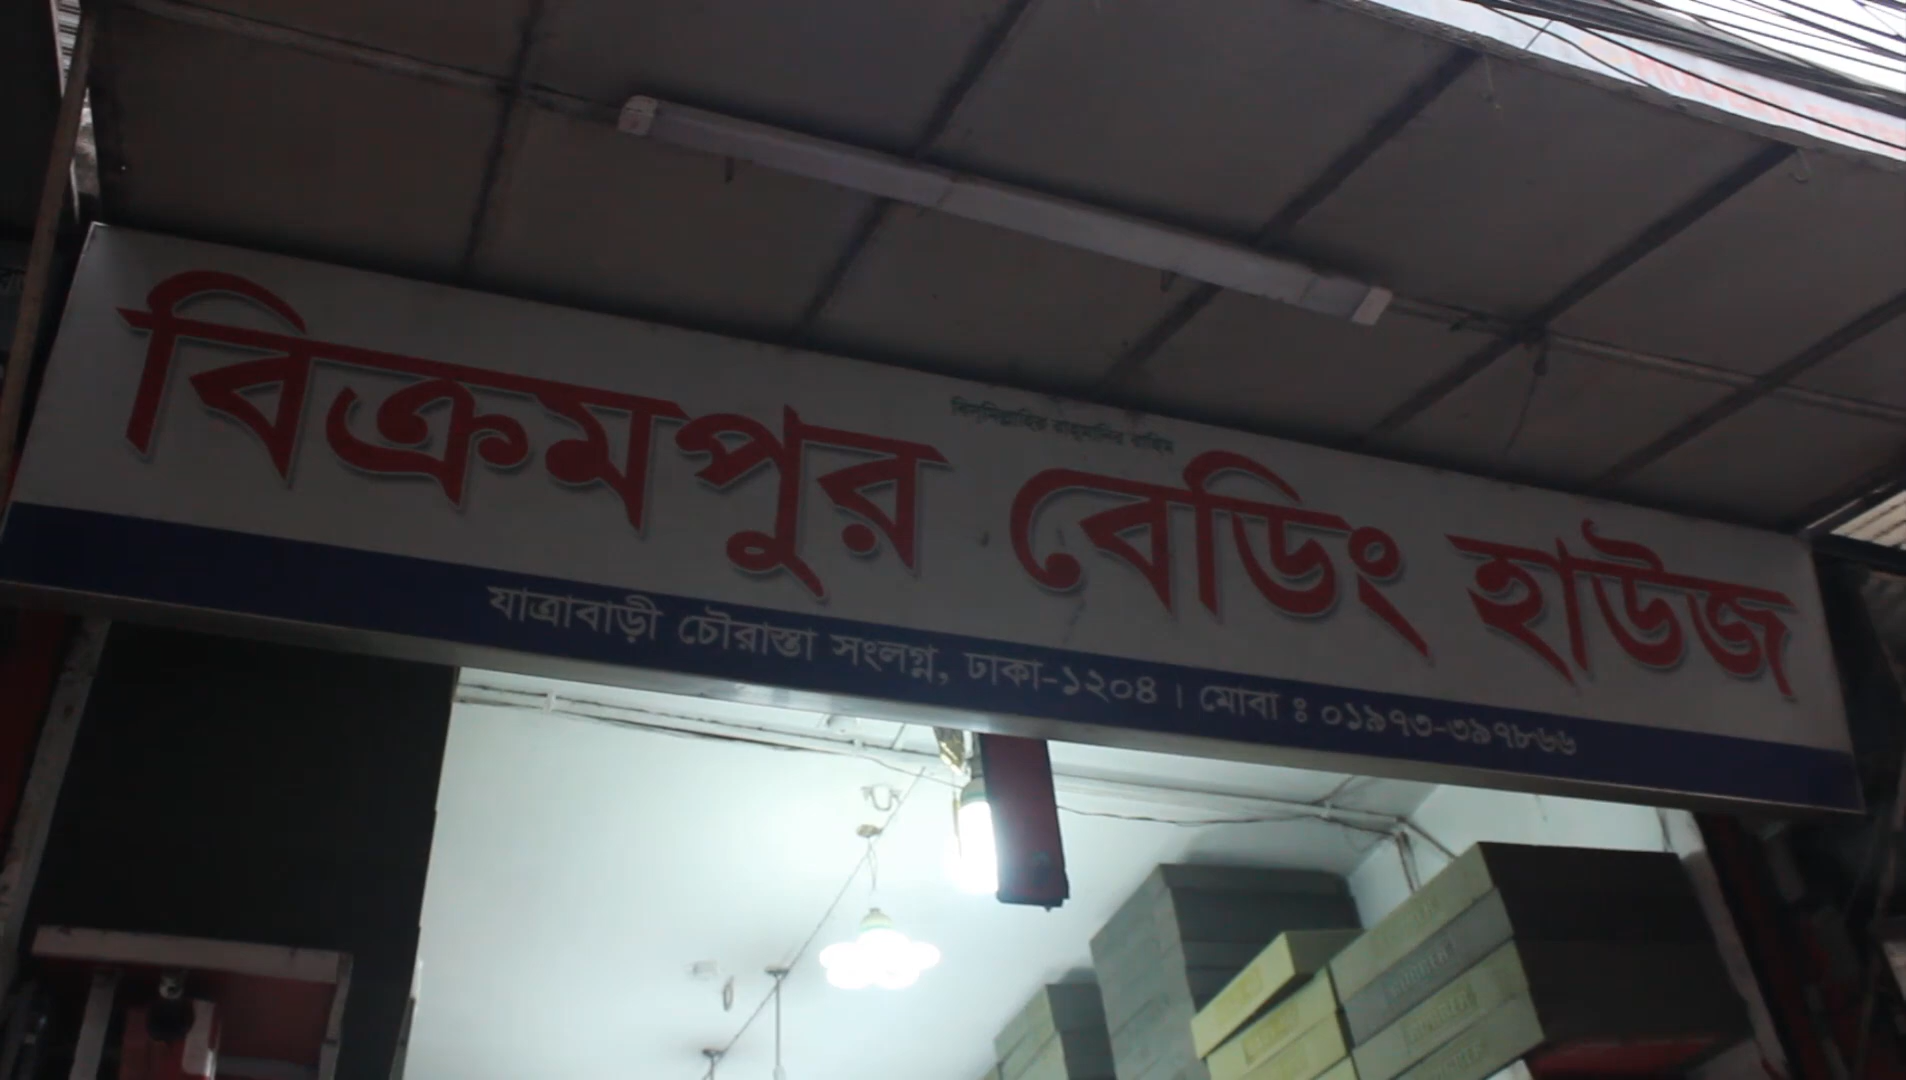 বিস্‌মিল্লাহির রাহ্‌মানির রাহিম
বিক্রমপুর বেডিং হাউজ
যাত্রাবাড়ী চৌরাস্তা সংলগ্ন, ঢাকা-১২০৪ । মোবা ঃ ০১৯৭৩-৩৯৭৮৬৬